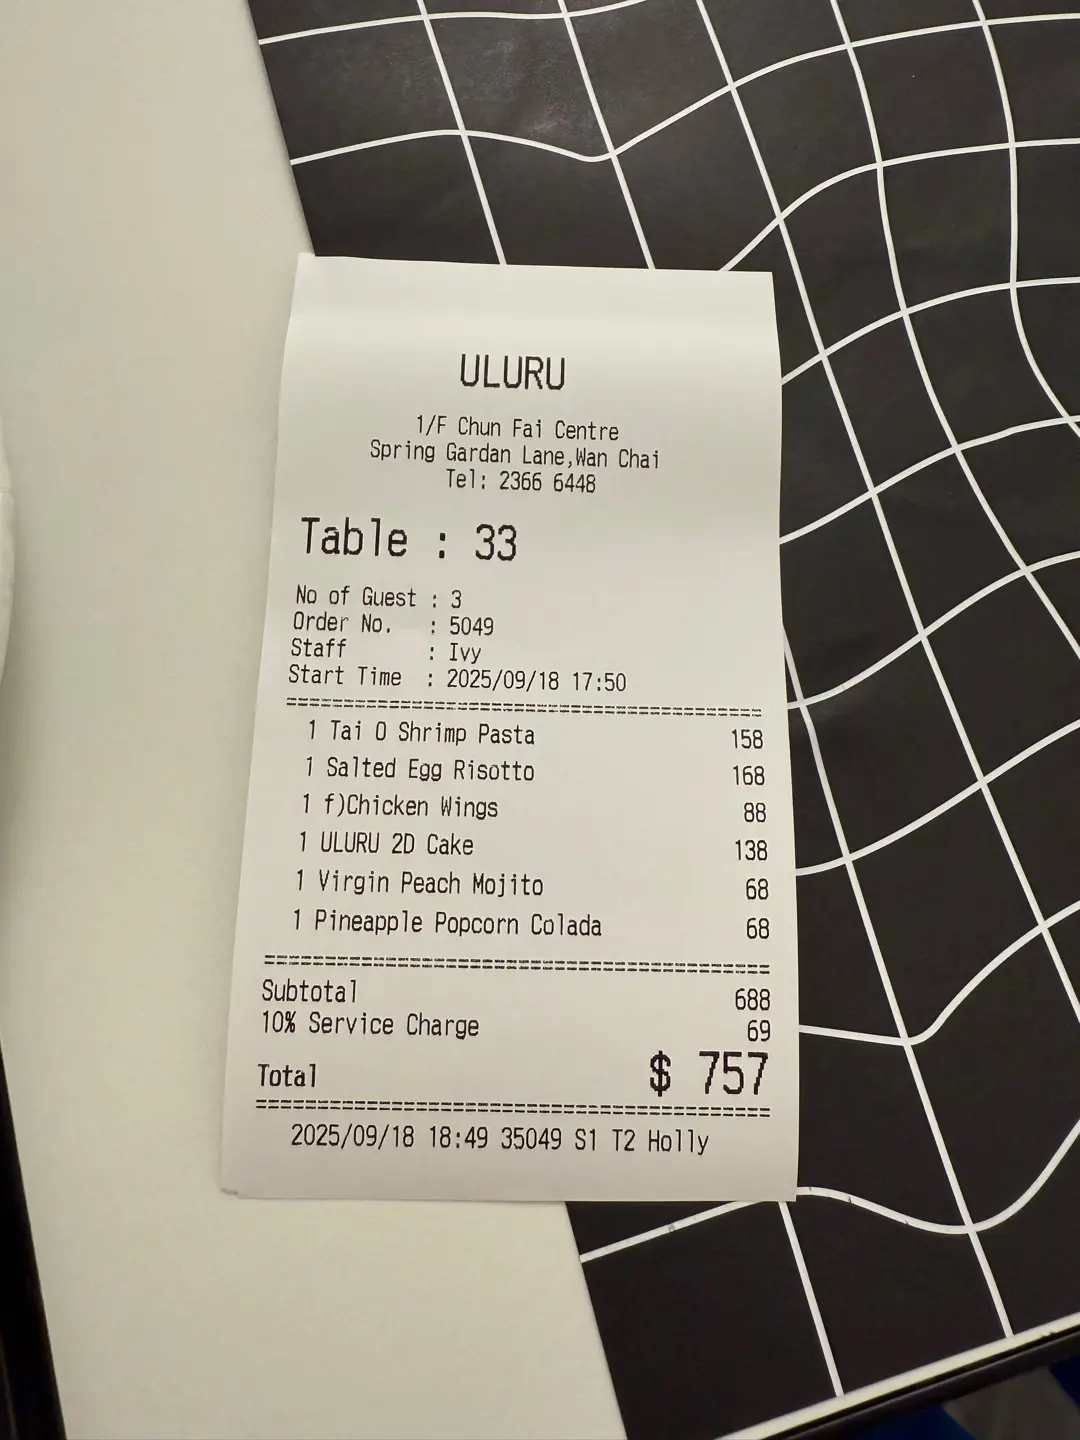 ULURU
1/F Chun Fai Centre
Spring Gardan Lane,Wan Chai
Tel: 2366 6448
Table : 33
No of Guest : 3
Order No. : 5049
Staff : Ivy
Start Time : 2025/09/18 17:50
1 Tai O Shrimp Pasta 158
1 Salted Egg Risotto 168
1 f)Chicken Wings 88
1 ULURU 2D Cake 138
1 Virgin Peach Mojito 68
1 Pineapple Popcorn Colada 68
Subtotal 688
10% Service Charge 69
Total $ 757
2025/09/18 18:49 35049 S1 T2 Holly